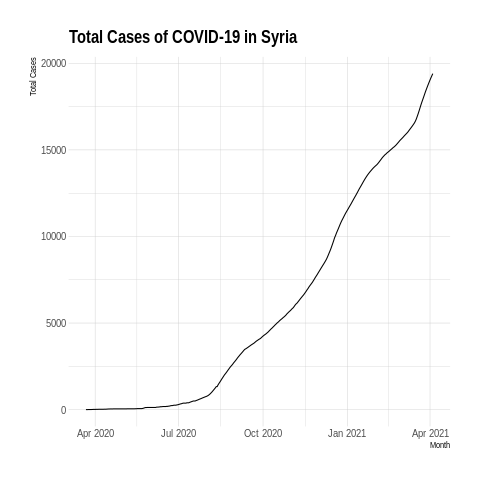 Total Cases of COVID-19 in Syria
Total Cases
20000
15000
10000
5000
0
Apr 2020 Jul 2020 Oct 2020 Jan 2021 Apr 2021
Month